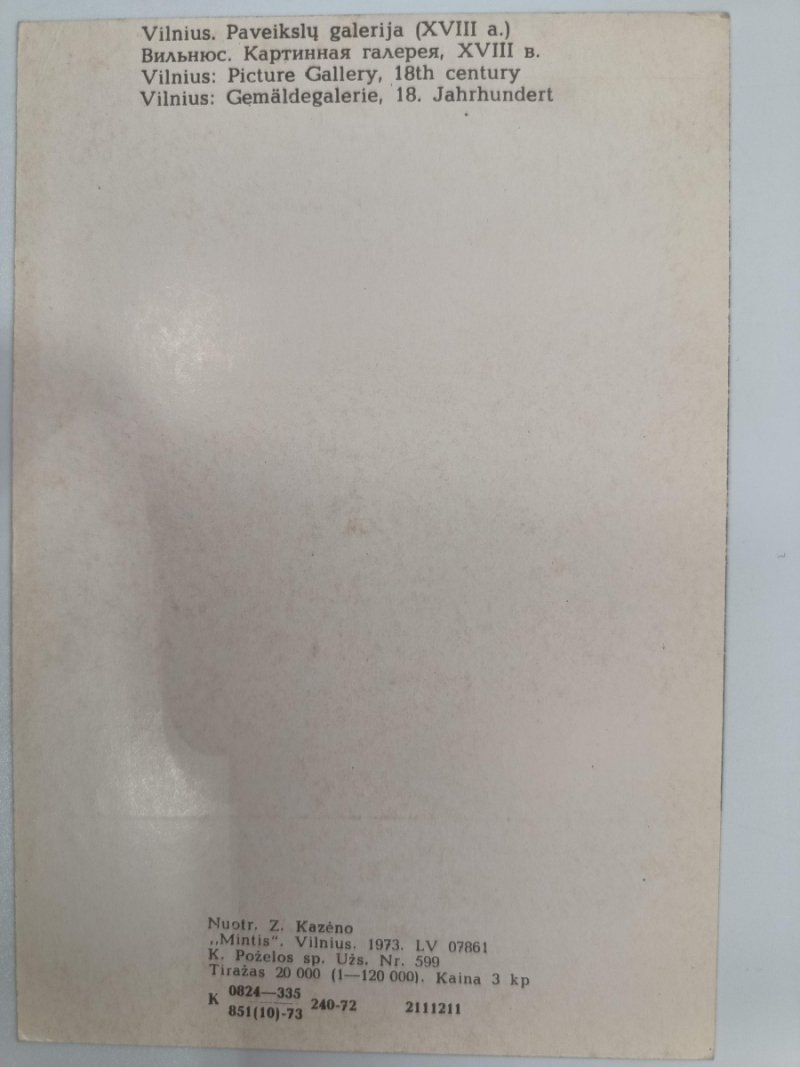 Vilnius. Paveikslų galerija (XVIII a.)
Вильнюс. Картинная галерея, XVIII в.
Vilnius: Picture Gallery, 18th century
Vilnius: Gemäldegalerie, 18. Jahrhundert
Nuotr. Z. Kazėno
„Mintis“. Vilnius. 1973. LV 07861
K. Poželos sp. Užs. Nr. 599
Tiražas 20 000 (1—120 000). Kaina 3 kp
K 0824—335
851(10)-73 240-72 2111211